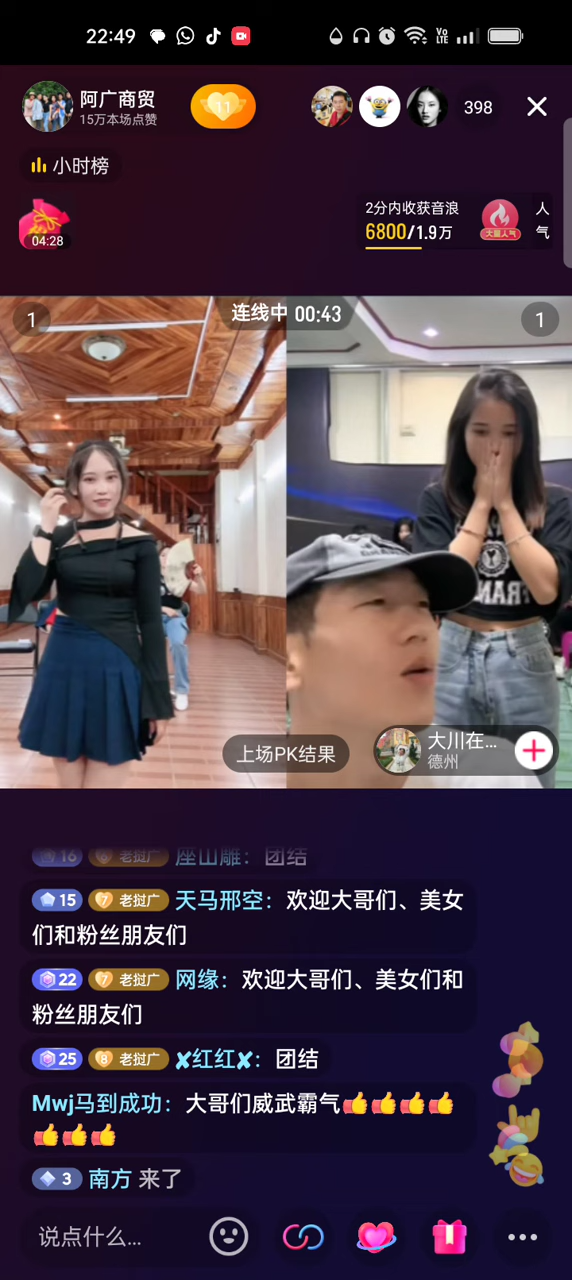 22:49
Vo LTE
阿广商贸
15万本场点赞
11
398
小时榜
04:28
2分内收获音浪
6800/1.9万
人气
1
连线中 00:43
1
上场PK结果
大川在...
德州
16 老挝广 座山雕：团结
15 7 老挝广 天马邢空：欢迎大哥们、美女
们和粉丝朋友们
22 7 老挝广 网缘：欢迎大哥们、美女们和
粉丝朋友们
25 8 老挝广 ✘红红✘：团结
Mwj马到成功：大哥们威武霸气👍👍👍👍
👍👍👍
3 南方 来了
说点什么...